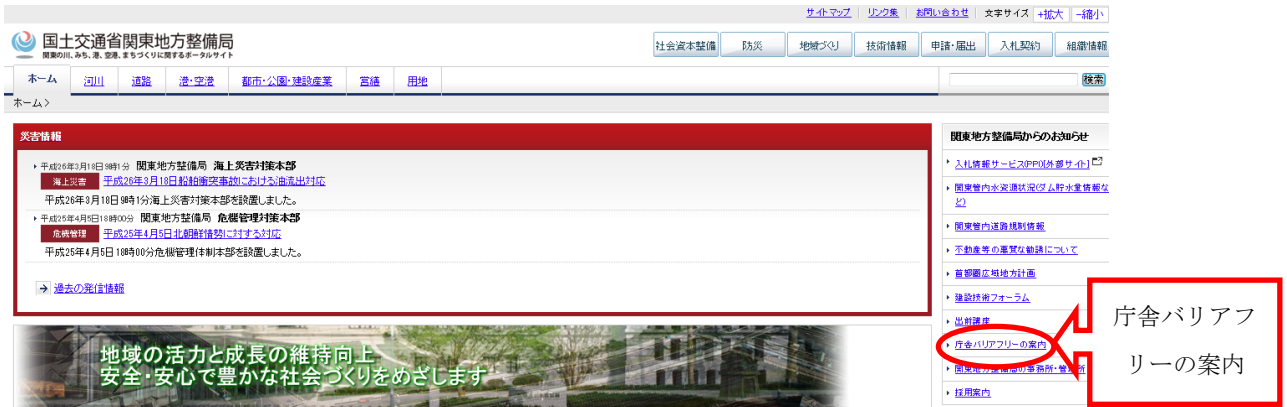 サイトマップ リンク集 お問い合わせ 文字サイズ +拡大 -縮小
国土交通省関東地方整備局
関東の川、みち、港、空港、まちづくりに関するポータルサイト
社会資本整備 防災 地域づくり 技術情報 申請・届出 入札契約 組織情報
ホーム 河川 道路 港・空港 都市・公園・建設産業 営繕 用地 検索
ホーム >
災害情報
平成26年3月18日9時1分 関東地方整備局 海上災害対策本部
海上災害 平成26年3月18日船舶衝突事故における油流出対応
平成26年3月18日9時1分海上災害対策本部を設置しました。
平成25年4月5日18時00分 関東地方整備局 危機管理対策本部
危機管理 平成25年4月5日北朝鮮情勢に対する対応
平成25年4月5日18時00分危機管理体制本部を設置しました。
過去の発信情報
地域の活力と成長の維持向上
安全・安心で豊かな社会づくりをめざします
関東地方整備局からのお知らせ
入札情報サービス(PPI)[外部サイト]
関東管内水資源状況(ダム貯水量情報な
ど)
関東管内道路規制情報
不動産等の悪質な勧誘について
首都圏広域地方計画
建設技術フォーラム
出前講座
庁舎バリアフリーの案内
関東地方整備局の事務所・管理所
採用案内
庁舎バリアフ
リーの案内